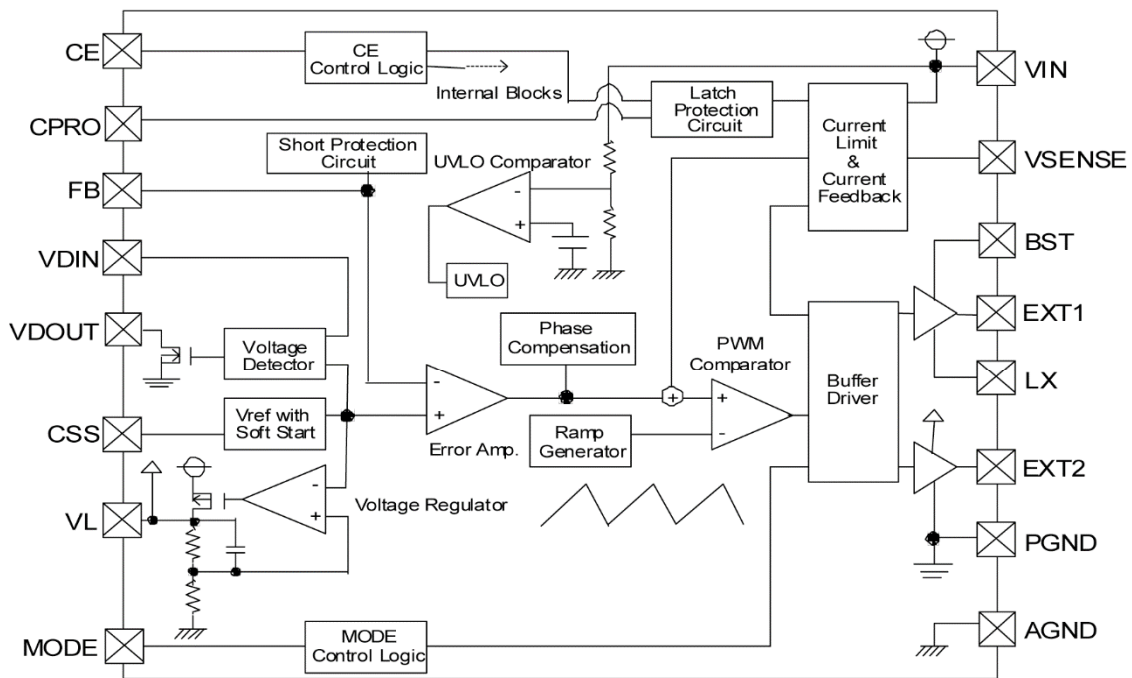 CE
CE
Control Logic
Internal Blocks
VIN
CPRO
Latch
Protection
Circuit
Current
Limit
&
Current
Feedback
Short Protection
Circuit
UVLO Comparator
VSENSE
FB
-
+
BST
VDIN
UVLO
VDOUT
Voltage
Detector
Phase
Compensation
PWM
Comparator
EXT1
Buffer
Driver
LX
-
+
+
+
-
CSS
Vref with
Soft Start
Error Amp.
Ramp
Generator
EXT2
-
+
Voltage Regulator
VL
PGND
MODE
MODE
Control Logic
AGND